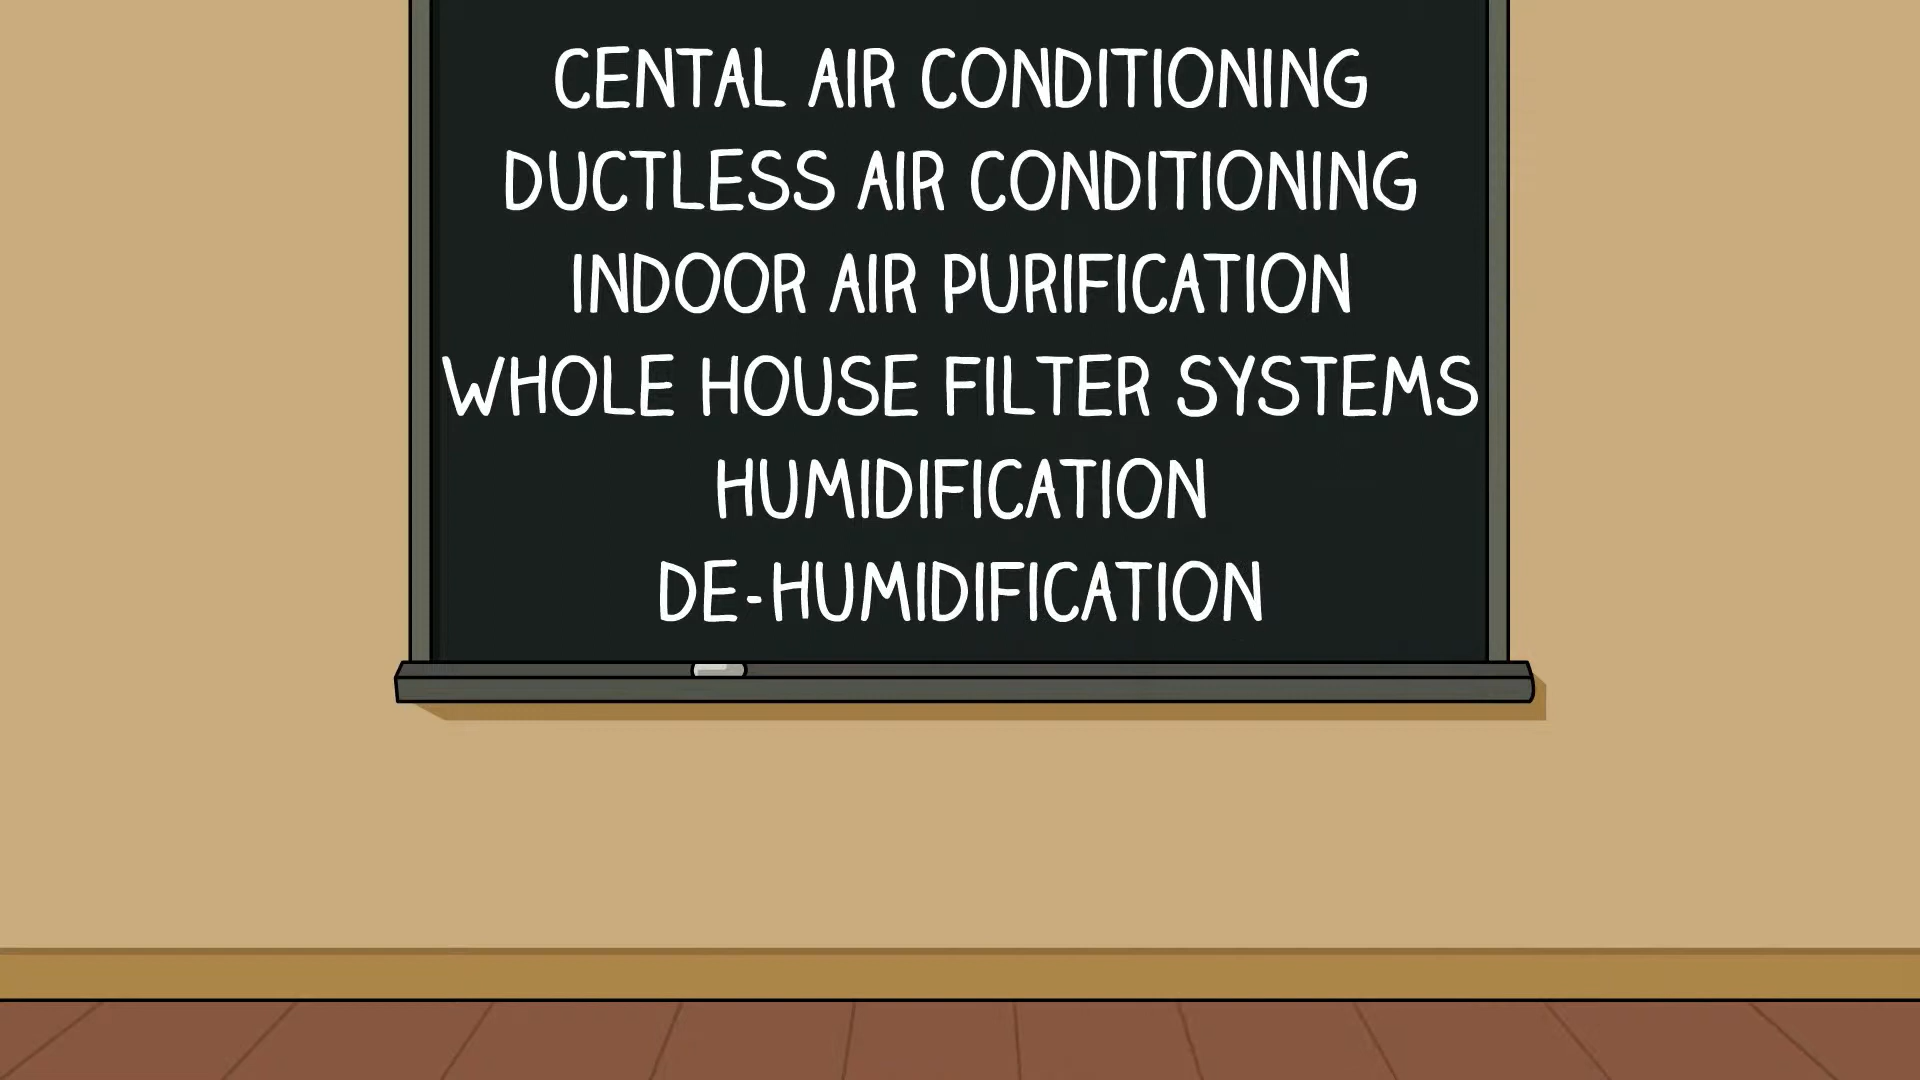 CENTAL AIR CONDITIONING
DUCTLESS AIR CONDITIONING
INDOOR AIR PURIFICATION
WHOLE HOUSE FILTER SYSTEMS
HUMIDIFICATION
DE-HUMIDIFICATION